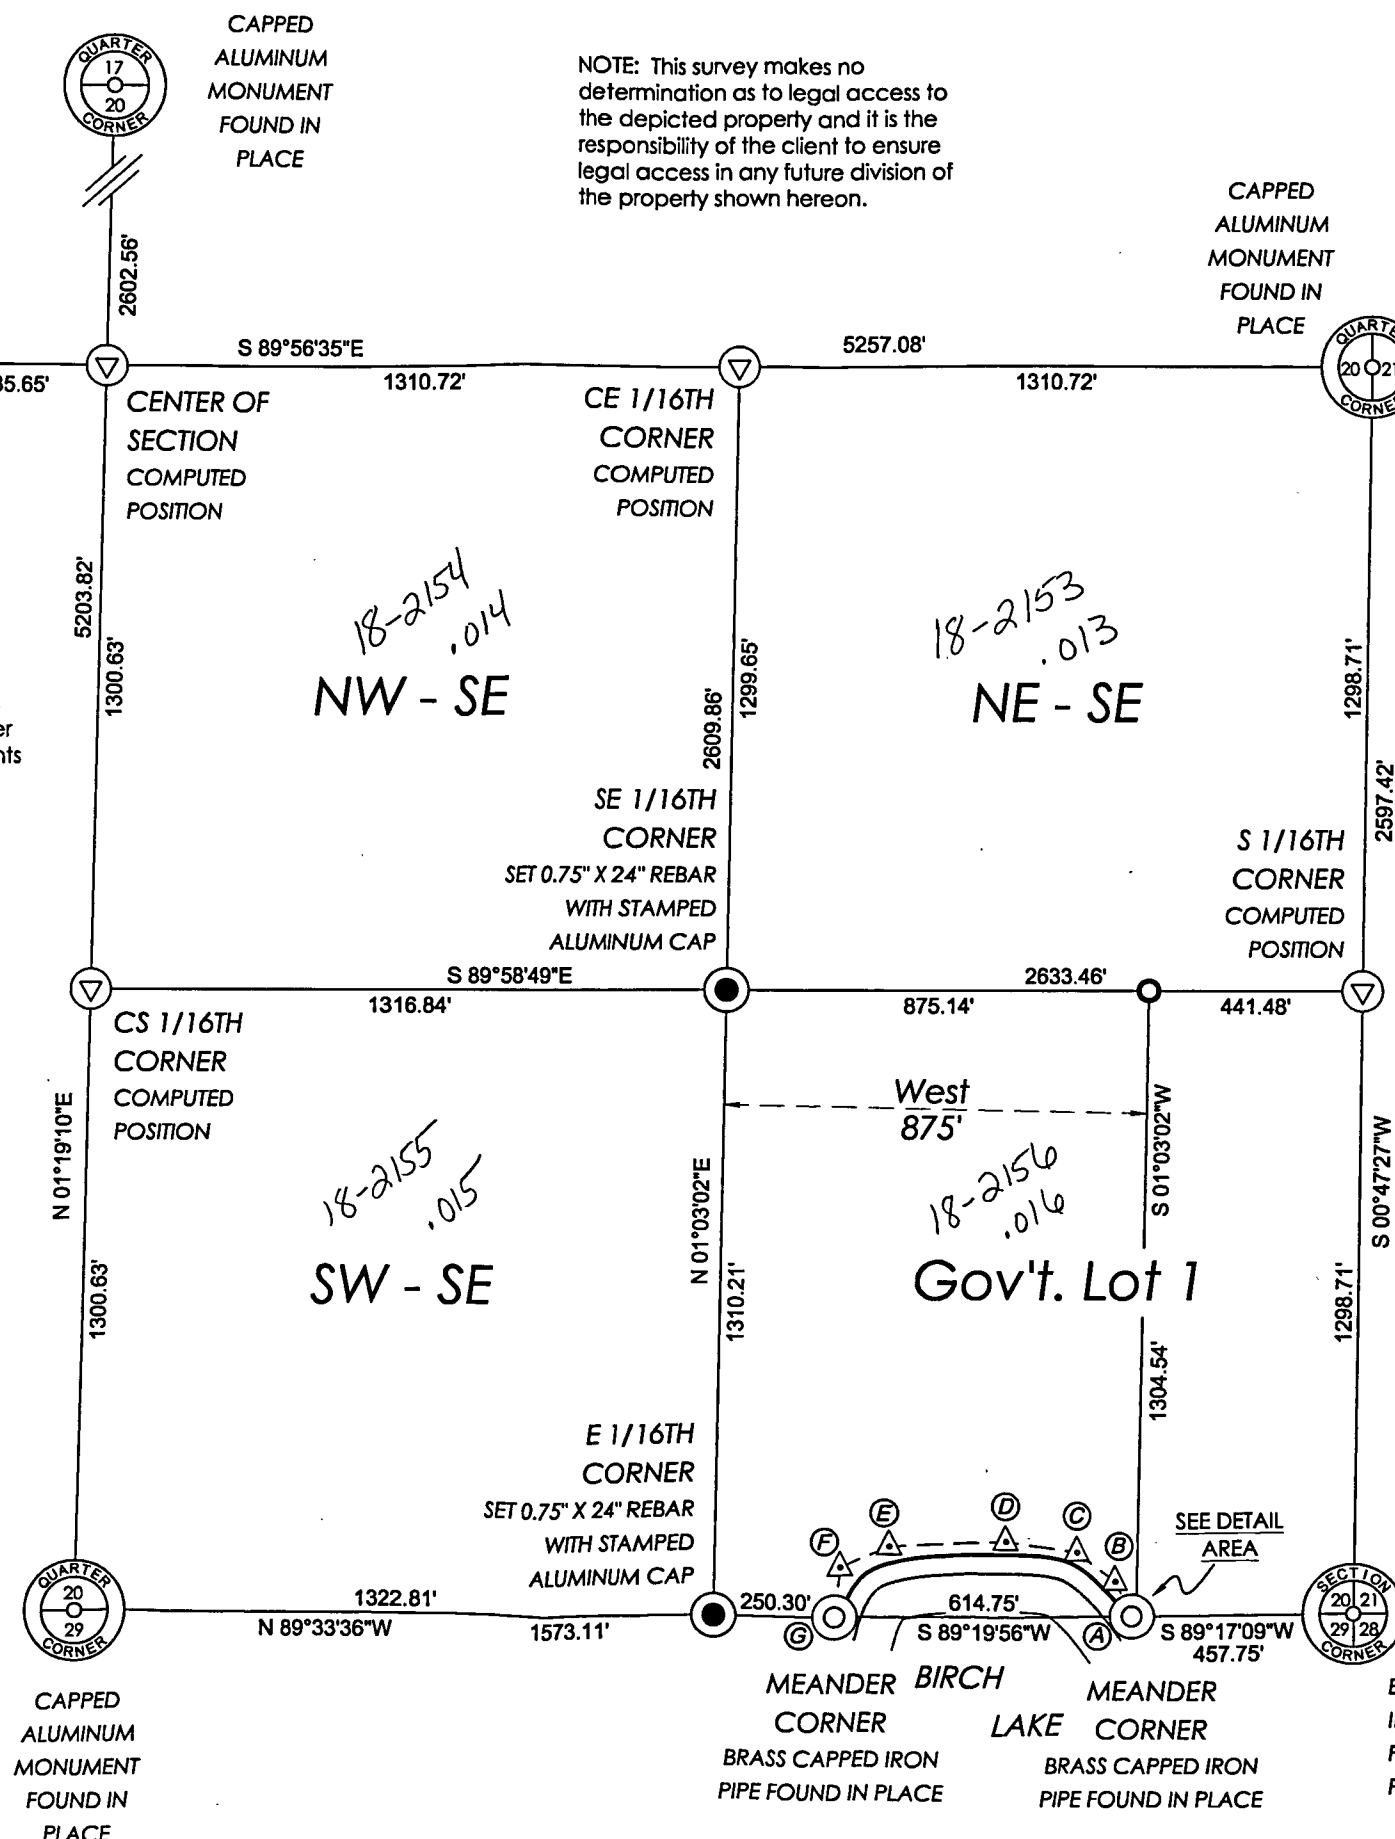 CAPPED
ALUMINUM
MONUMENT
FOUND IN
PLACE
QUARTER
17
20
CORNER
NOTE: This survey makes no
determination as to legal access to
the depicted property and it is the
responsibility of the client to ensure
legal access in any future division of
the property shown hereon.
CAPPED
ALUMINUM
MONUMENT
FOUND IN
PLACE
2602.56'
S 89°56'35"E
1310.72'
5257.08'
1310.72'
35.65'
QUARTE
20 21
CORNE
CENTER OF
SECTION
COMPUTED
POSITION
CE 1/16TH
CORNER
COMPUTED
POSITION
5203.82'
1300.63'
18-2154
.014
NW - SE
2609.86'
1299.65'
18-2153
.013
NE - SE
1298.71'
2597.42'
er
nts
SE 1/16TH
CORNER
SET 0.75" X 24" REBAR
WITH STAMPED
ALUMINUM CAP
S 1/16TH
CORNER
COMPUTED
POSITION
S 89°58'49"E
1316.84'
2633.46'
875.14'
441.48'
CS 1/16TH
CORNER
COMPUTED
POSITION
N 01°19'10"E
1300.63'
18-2155
.015
SW - SE
West
875'
N 01°03'02"E
1310.21'
18-2156
.016
Gov't. Lot 1
S 01°03'02"W
1304.54'
S 00°47'27"W
1298.71'
E 1/16TH
CORNER
SET 0.75" X 24" REBAR
WITH STAMPED
ALUMINUM CAP
F
E
D
C
B
SEE DETAIL
AREA
QUARTER
20
29
CORNER
1322.81'
N 89°33'36"W
1573.11'
250.30'
G
614.75'
S 89°19'56"W
A
S 89°17'09"W
457.75'
SECTION
20 21
29 28
CORNER
BIRCH
LAKE
MEANDER
CORNER
BRASS CAPPED IRON
PIPE FOUND IN PLACE
MEANDER
CORNER
BRASS CAPPED IRON
PIPE FOUND IN PLACE
CAPPED
ALUMINUM
MONUMENT
FOUND IN
PLACE